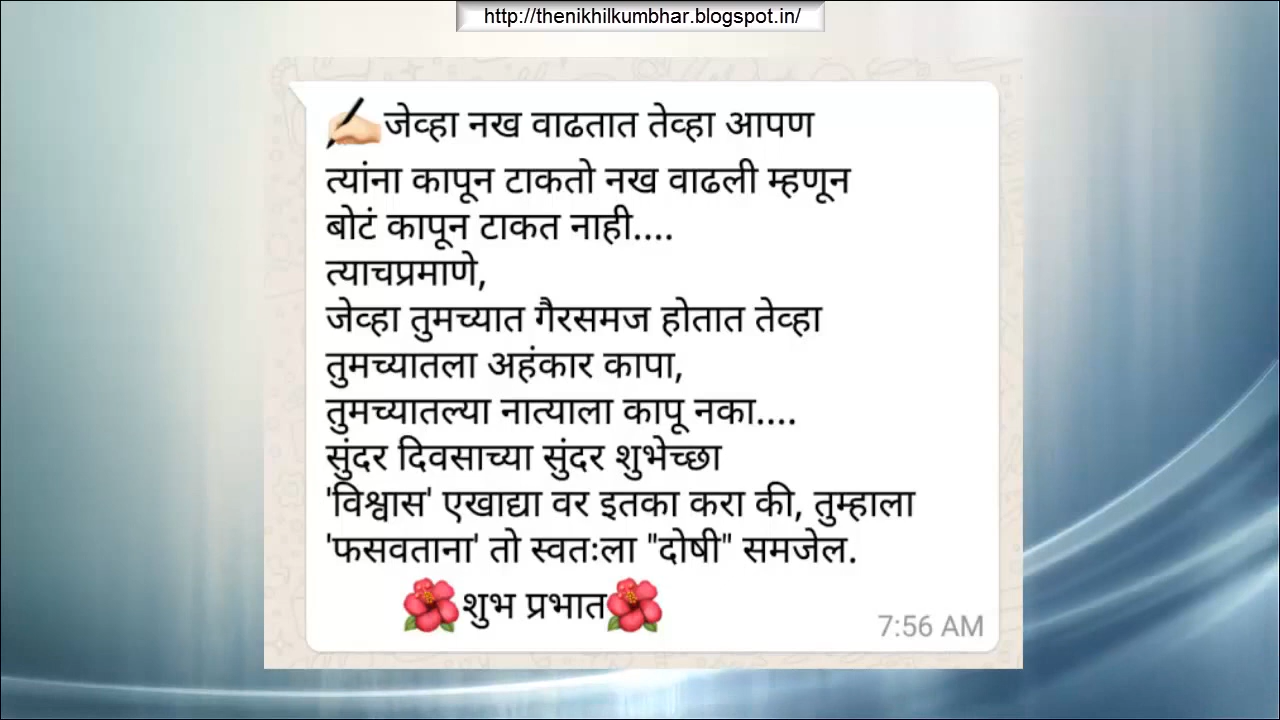 http://thenikhilkumbhar.blogspot.in/
✍🏻जेव्हा नख वाढतात तेव्हा आपण
त्यांना कापून टाकतो नख वाढली म्हणून
बोटं कापून टाकत नाही....
त्याचप्रमाणे,
जेव्हा तुमच्यात गैरसमज होतात तेव्हा
तुमच्यातला अहंकार कापा,
तुमच्यातल्या नात्याला कापू नका....
सुंदर दिवसाच्या सुंदर शुभेच्छा
'विश्वास' एखाद्या वर इतका करा की, तुम्हाला
'फसवताना' तो स्वतःला "दोषी" समजेल.
🌺शुभ प्रभात🌺
7:56 AM